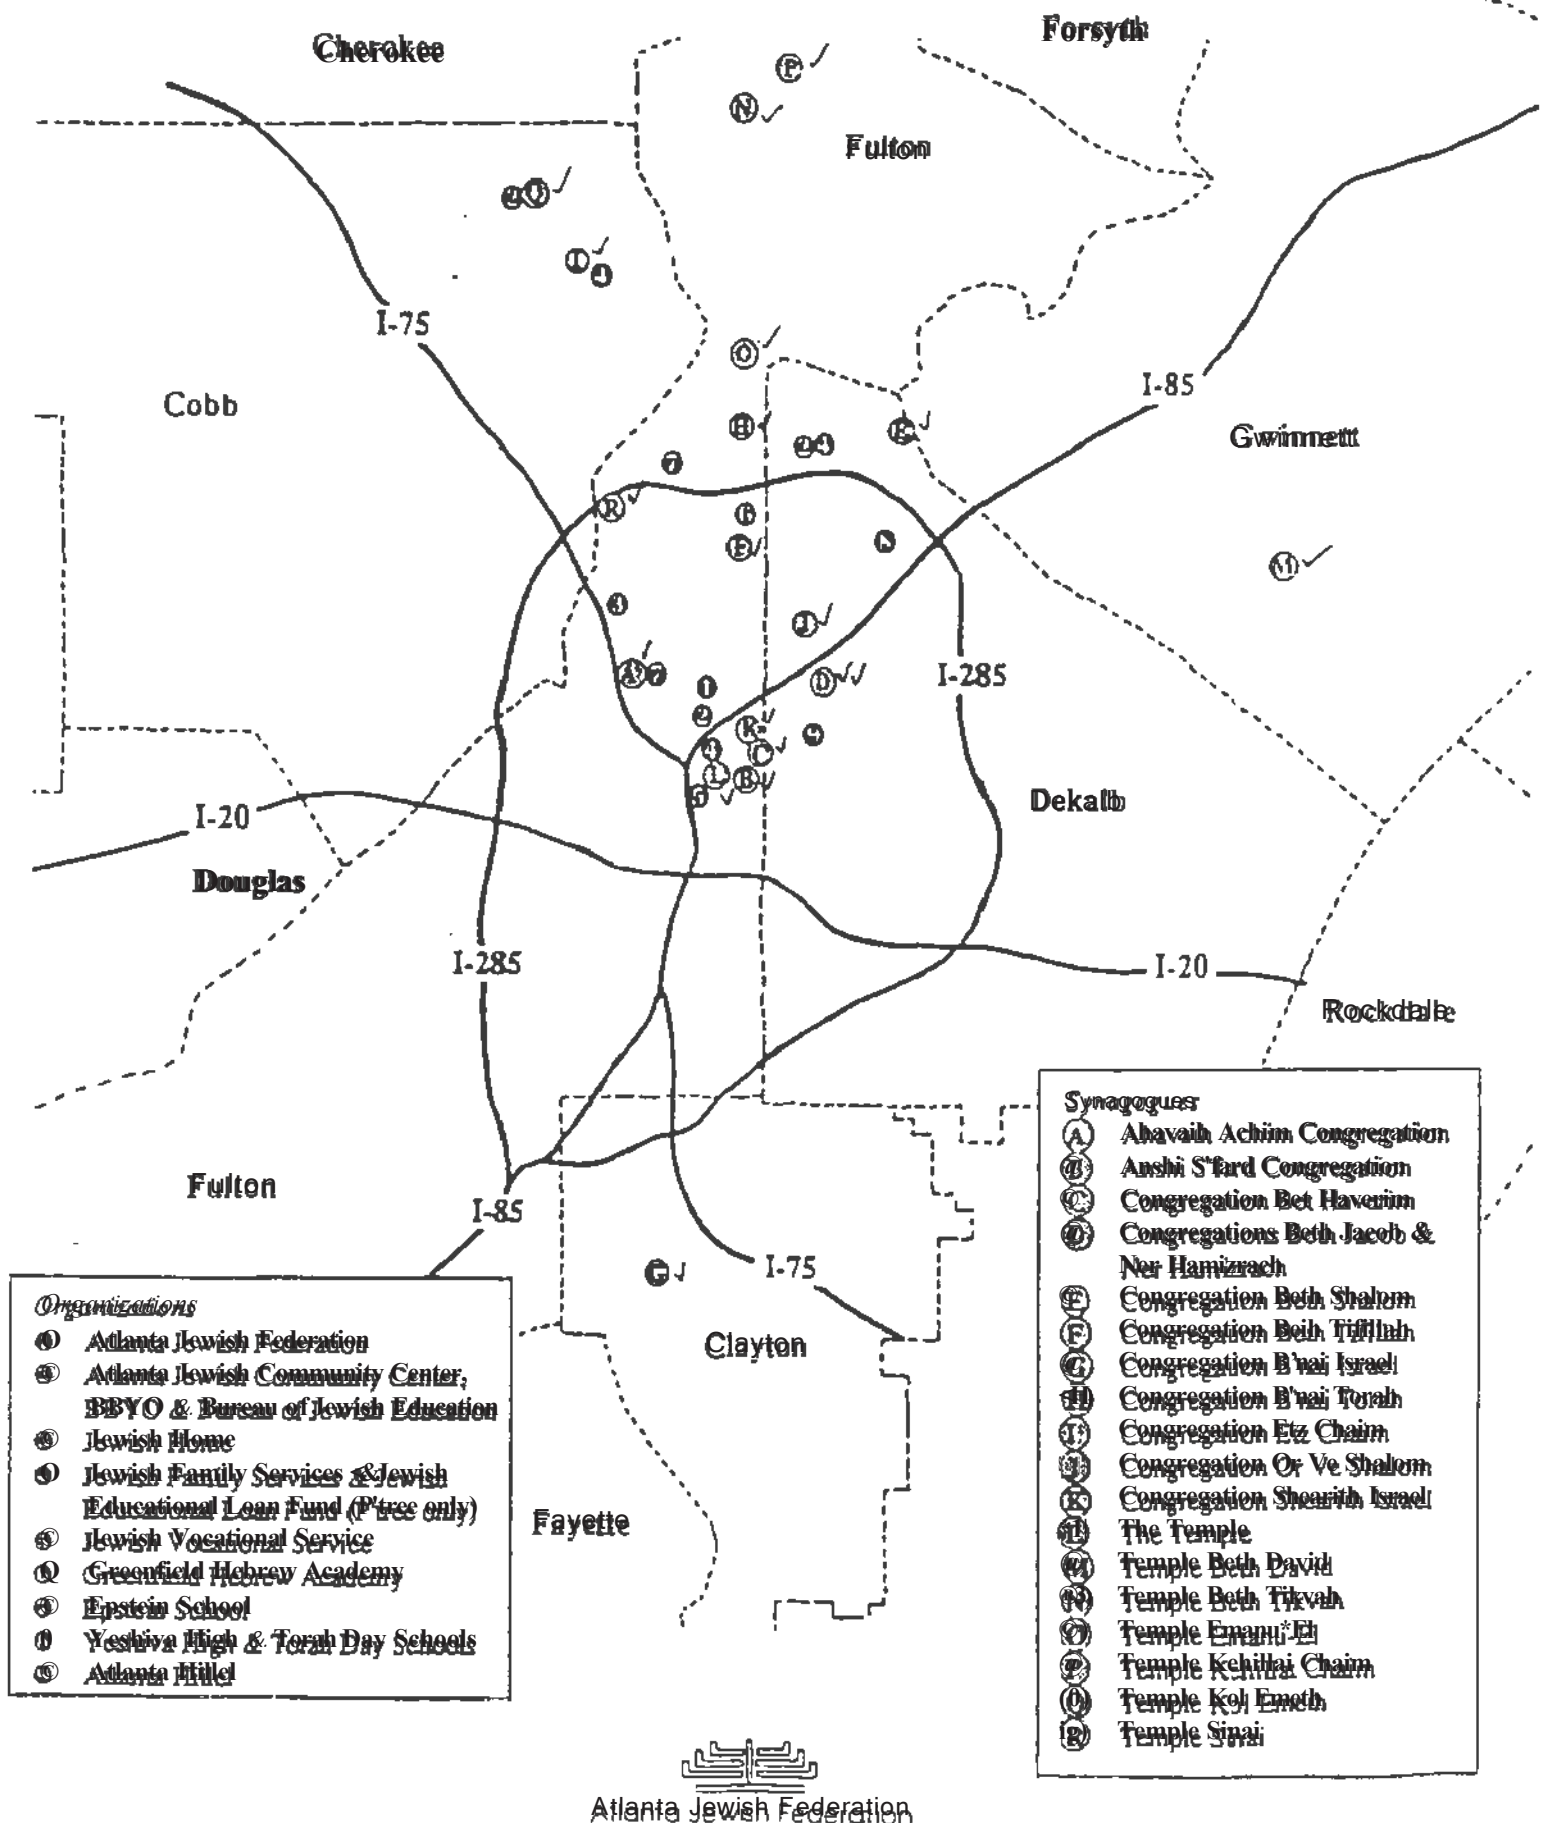 Cherokee
Forsyth
P
N
Fulton
Q
I
I-75
O
I-85
Cobb
H
E
Gwinnett
R
F
M
J
A
I-285
D
K
C
L
B
Dekalb
I-20
Douglas
I-285
I-20
Rockdale
Fulton
I-85
G
I-75
Clayton
Fayette
Organizations
Atlanta Jewish Federation
Atlanta Jewish Community Center,
BBYO & Bureau of Jewish Education
Jewish Home
Jewish Family Services & Jewish
Educational Loan Fund (P'tree only)
Jewish Vocational Service
Greenfield Hebrew Academy
Epstein School
Yeshiva High & Torah Day Schools
Atlanta Hillel
Synagogues
A Ahavath Achim Congregation
Anshi S'fard Congregation
C Congregation Bet Haverim
Congregations Beth Jacob &
Ner Hamizrach
E Congregation Beth Shalom
F Congregation Beth Tifillah
G Congregation B'nai Israel
H Congregation B'nai Torah
I Congregation Etz Chaim
J Congregation Or Ve Shalom
K Congregation Shearith Israel
L The Temple
M Temple Beth David
N Temple Beth Tikvah
O Temple Emanu-El
P Temple Kehillat Chaim
Q Temple Kol Emeth
R Temple Sinai
Atlanta Jewish Federation